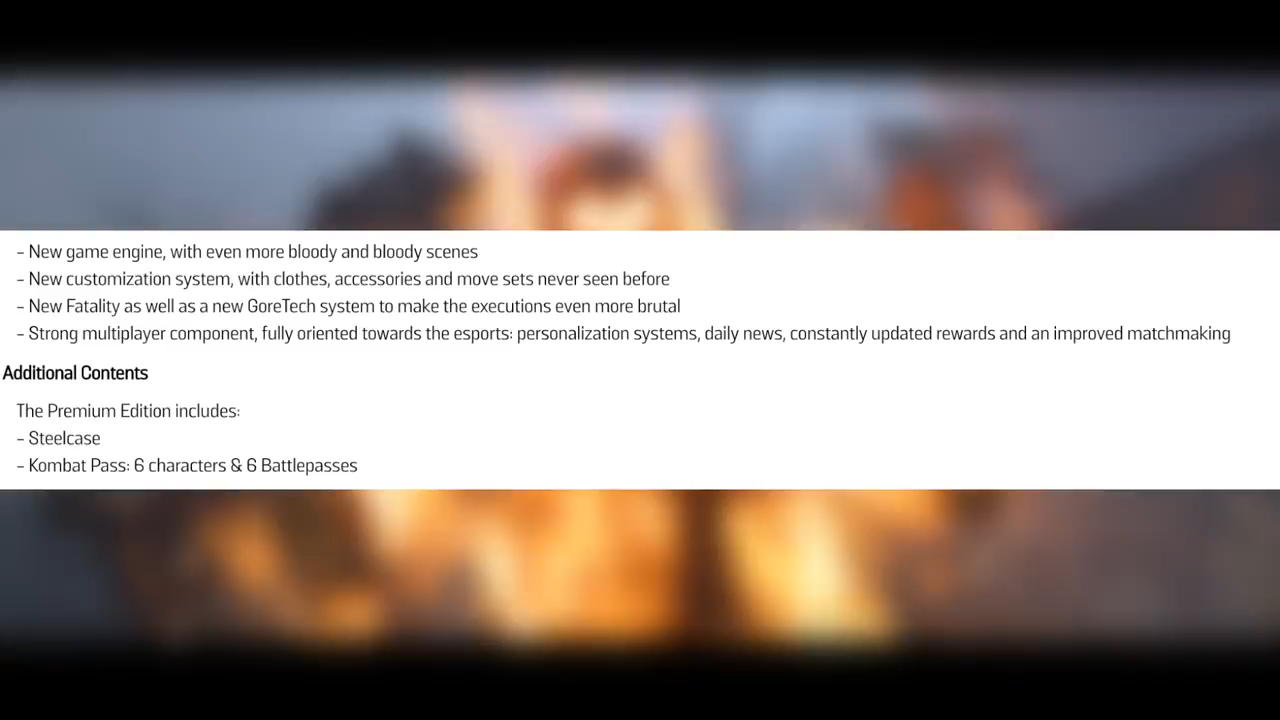 - New game engine, with even more bloody and bloody scenes
- New customization system, with clothes, accessories and move sets never seen before
- New Fatality as well as a new GoreTech system to make the executions even more brutal
- Strong multiplayer component, fully oriented towards the esports: personalization systems, daily news, constantly updated rewards and an improved matchmaking
Additional Contents
The Premium Edition includes:
- Steelcase
- Kombat Pass: 6 characters & 6 Battlepasses